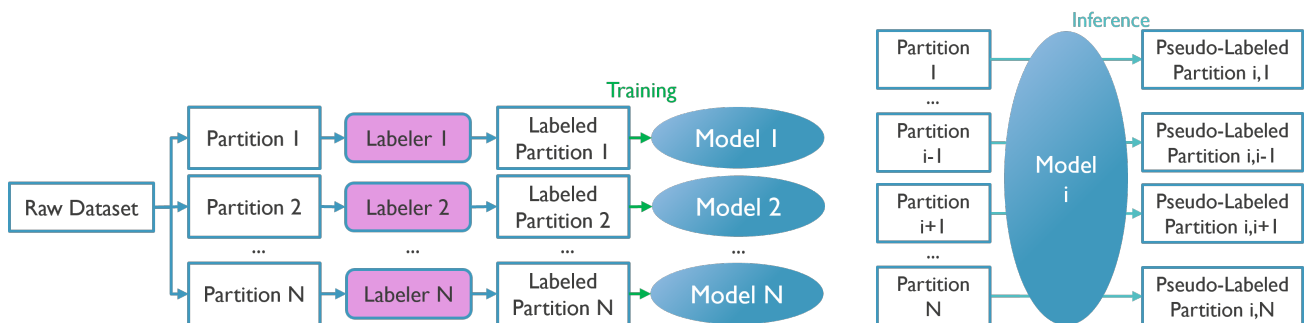 Raw Dataset
Partition 1
Labeler 1
Labeled
Partition 1
Training
Model 1
Partition 2
Labeler 2
Labeled
Partition 2
Model 2
...
...
...
...
Partition N
Labeler N
Labeled
Partition N
Model N
Inference
Partition
1
Pseudo-Labeled
Partition i,1
...
Partition
i-1
Pseudo-Labeled
Partition i,i-1
Model
i
Partition
i+1
Pseudo-Labeled
Partition i,i+1
...
Partition
N
Pseudo-Labeled
Partition i,N